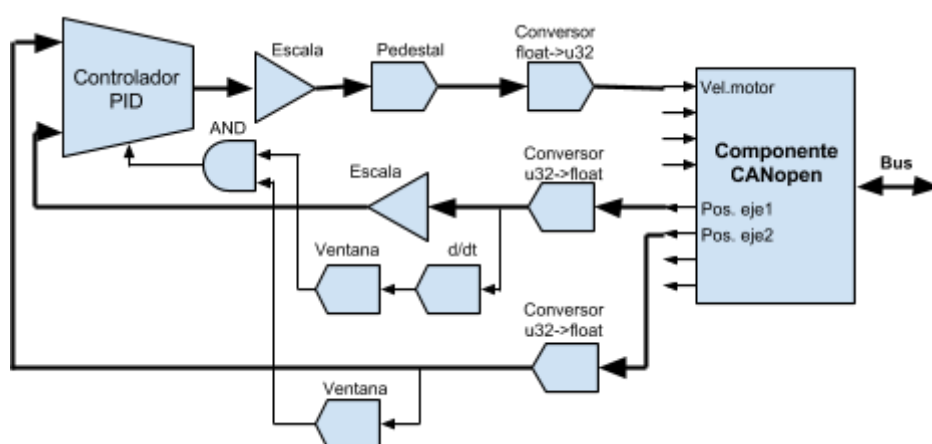 Escala
Pedestal
Conversor
float->u32
Controlador
PID
Vel.motor
AND
Componente
CANopen
Bus
Escala
Conversor
u32->float
Pos. eje1
Pos. eje2
Ventana
d/dt
Conversor
u32->float
Ventana